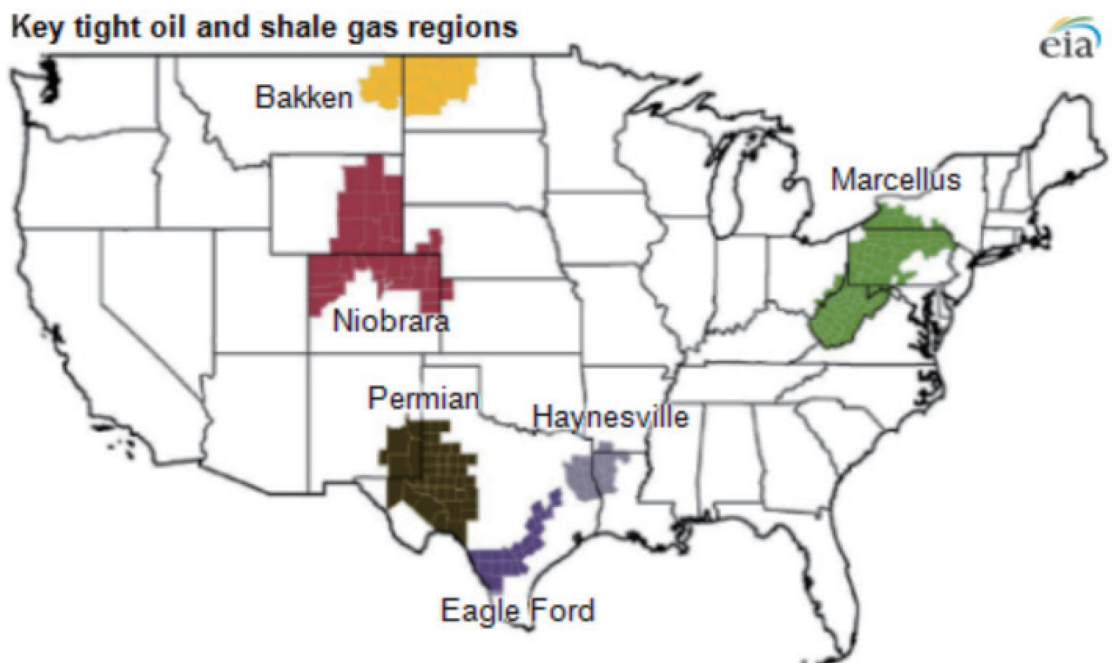 Key tight oil and shale gas regions
eia
Bakken
Marcellus
Niobrara
Permian
Haynesville
Eagle Ford